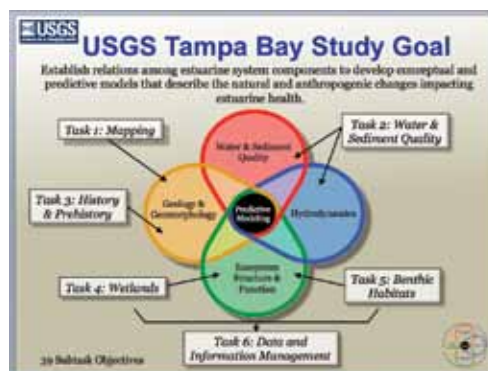 USGS
USGS Tampa Bay Study Goal
Establish relations among estuarine system components to develop conceptual and
predictive models that describe the natural and anthropogenic changes impacting
estuarine health.
Task 1: Mapping
Water & Sediment
Quality
Task 2: Water &
Sediment Quality
Task 3: History
& Prehistory
Geology &
Geomorphology
Predictive
Modeling
Hydrodynamics
Task 4: Wetlands
Ecosystem
Structure &
Function
Task 5: Benthic
Habitats
Task 6: Data and
Information Management
39 Subtask Objectives